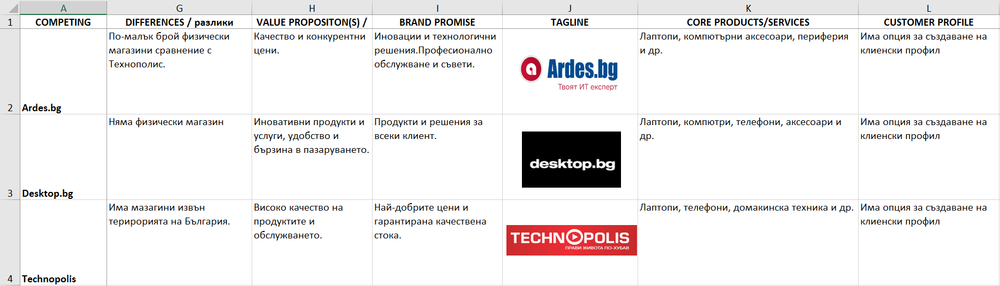 A G H I J K L
1 COMPETING DIFFERENCES / разлики VALUE PROPOSITON(S) / BRAND PROMISE TAGLINE CORE PRODUCTS/SERVICES CUSTOMER PROFILE
По-малък брой физически
магазини сравнение с
Технополис.
Качество и конкурентни
цени.
Иновации и технологични
решения.Професионално
обслужване и съвети.
a Ardes.bg
Твоят ИТ експерт
Лаптопи, компютърни аксесоари, периферия
и др.
Има опция за създаване на
клиенски профил
2 Ardes.bg
Няма физически магазин
Иновативни продукти и
услуги, удобство и
бързина в пазаруването.
Продукти и решения за
всеки клиент.
desktop.bg
Лаптопи, компютри, телефони, аксесоари и
др.
Има опция за създаване на
клиенски профил
3 Desktop.bg
Има мазагини извън
терирорията на България.
Високо качество на
продуктите и
обслужването.
Най-добрите цени и
гарантирана качествена
стока.
TECHNOPOLIS
ПРАВИ ЖИВОТА ПО-ХУБАВ
Лаптопи, телефони, домакинска техника и др.
Има опция за създаване на
клиенски профил
4 Technopolis